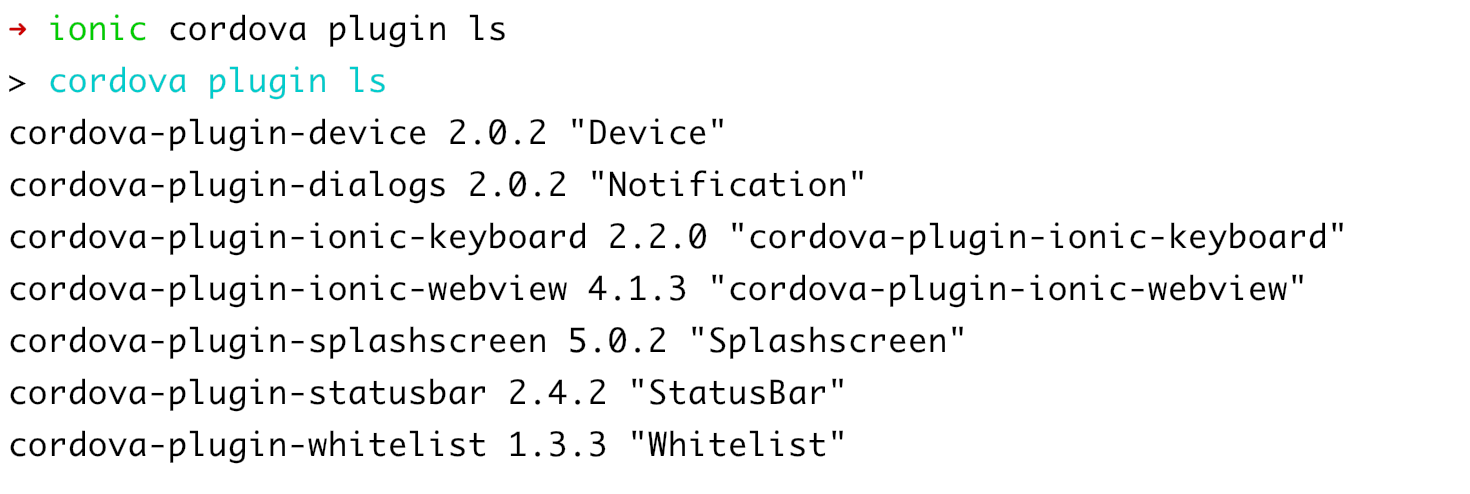 → ionic cordova plugin ls
> cordova plugin ls
cordova-plugin-device 2.0.2 "Device"
cordova-plugin-dialogs 2.0.2 "Notification"
cordova-plugin-ionic-keyboard 2.2.0 "cordova-plugin-ionic-keyboard"
cordova-plugin-ionic-webview 4.1.3 "cordova-plugin-ionic-webview"
cordova-plugin-splashscreen 5.0.2 "Splashscreen"
cordova-plugin-statusbar 2.4.2 "StatusBar"
cordova-plugin-whitelist 1.3.3 "Whitelist"